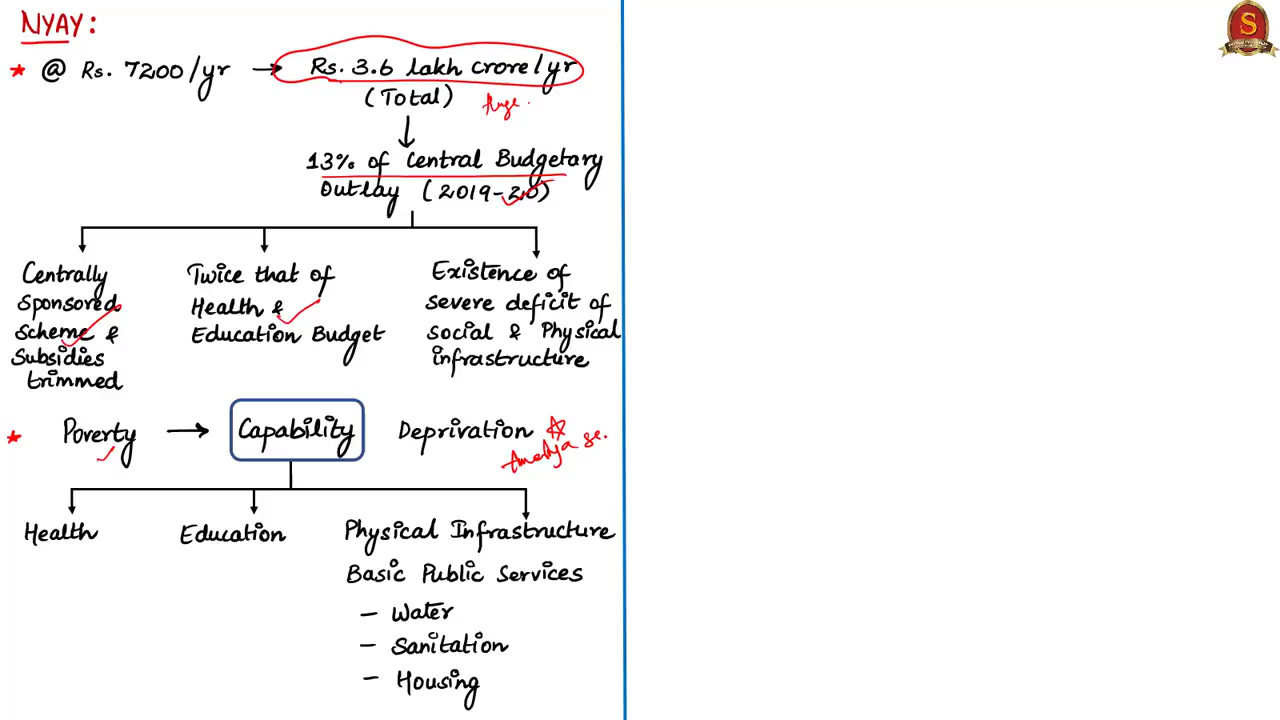 NYAY:
@ Rs. 7200/yr → Rs. 3.6 lakh crore/yr
(Total)
huge.
13% of Central Budgetary
Outlay (2019-20)
Centrally
sponsored
scheme &
Subsidies
trimmed
Twice that of
Health &
Education Budget
Existence of
severe deficit of
social & Physical
infrastructure
Poverty → Capability Deprivation
Health
Education
Physical Infrastructure
Basic Public Services
- Water
- Sanitation
- Housing
S